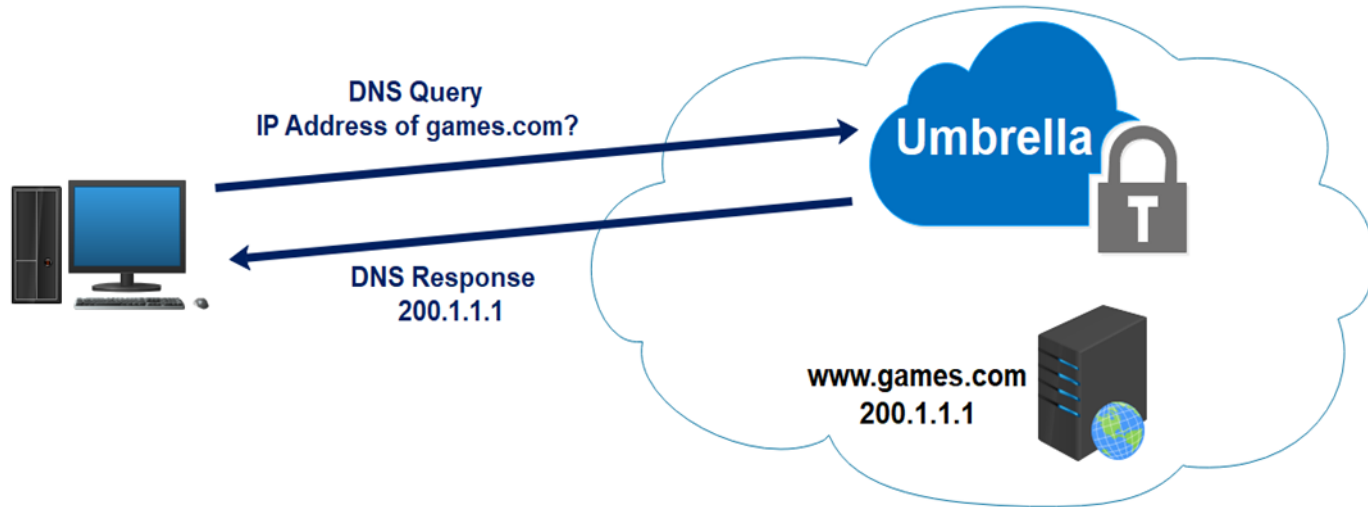 DNS Query
IP Address of games.com?
Umbrella
T
DNS Response
200.1.1.1
www.games.com
200.1.1.1